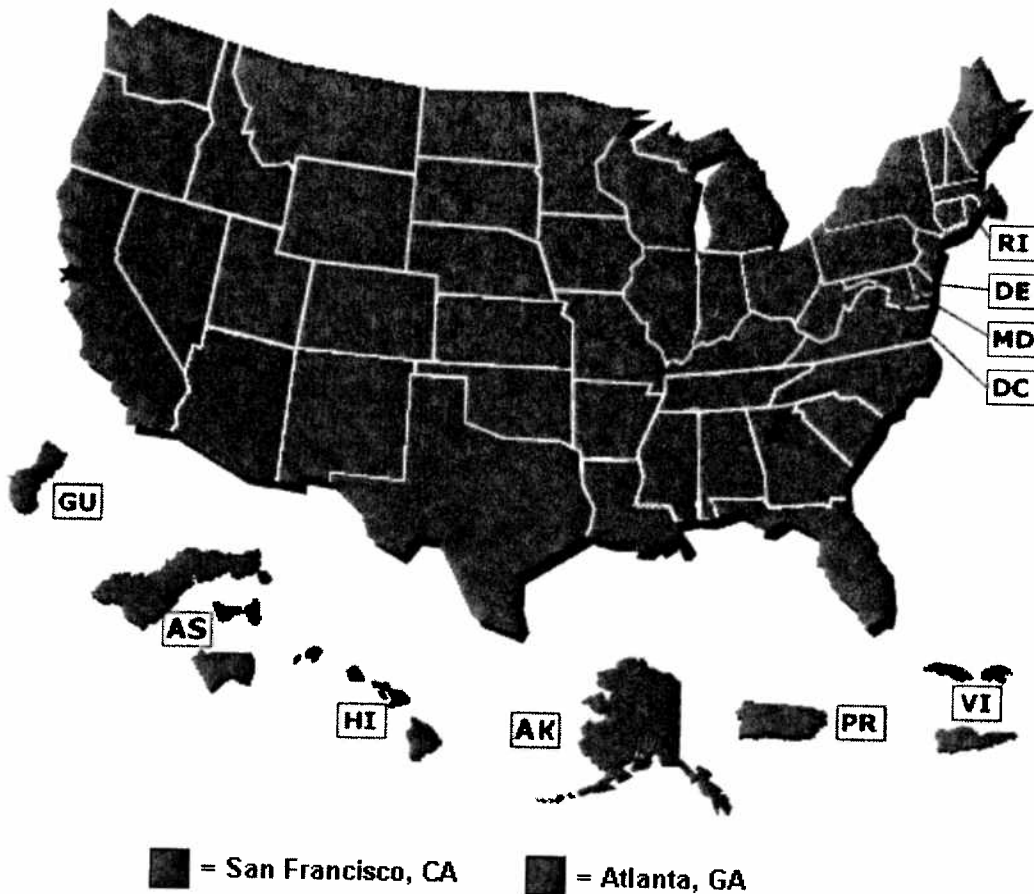 RI
DE
MD
DC
GU
AS
HI
AK
PR
VI
= San Francisco, CA
= Atlanta, GA